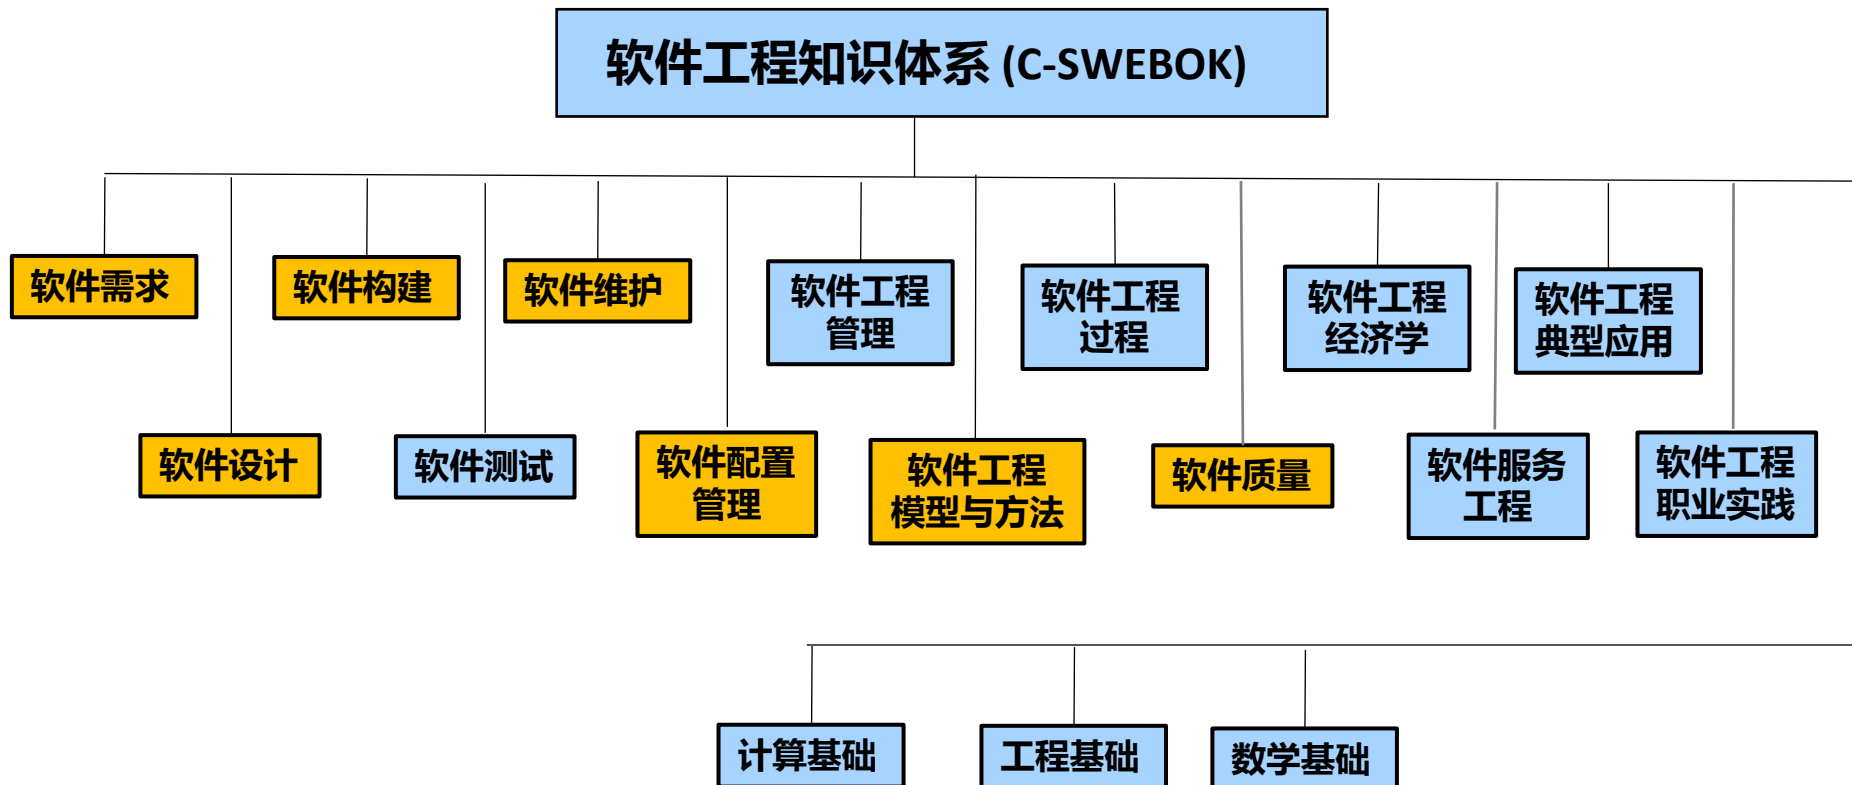 软件工程知识体系 (C-SWEBOK)
软件需求
软件构建
软件维护
软件工程
管理
软件工程
过程
软件工程
经济学
软件工程
典型应用
软件设计
软件测试
软件配置
管理
软件工程
模型与方法
软件质量
软件服务
工程
软件工程
职业实践
计算基础
工程基础
数学基础